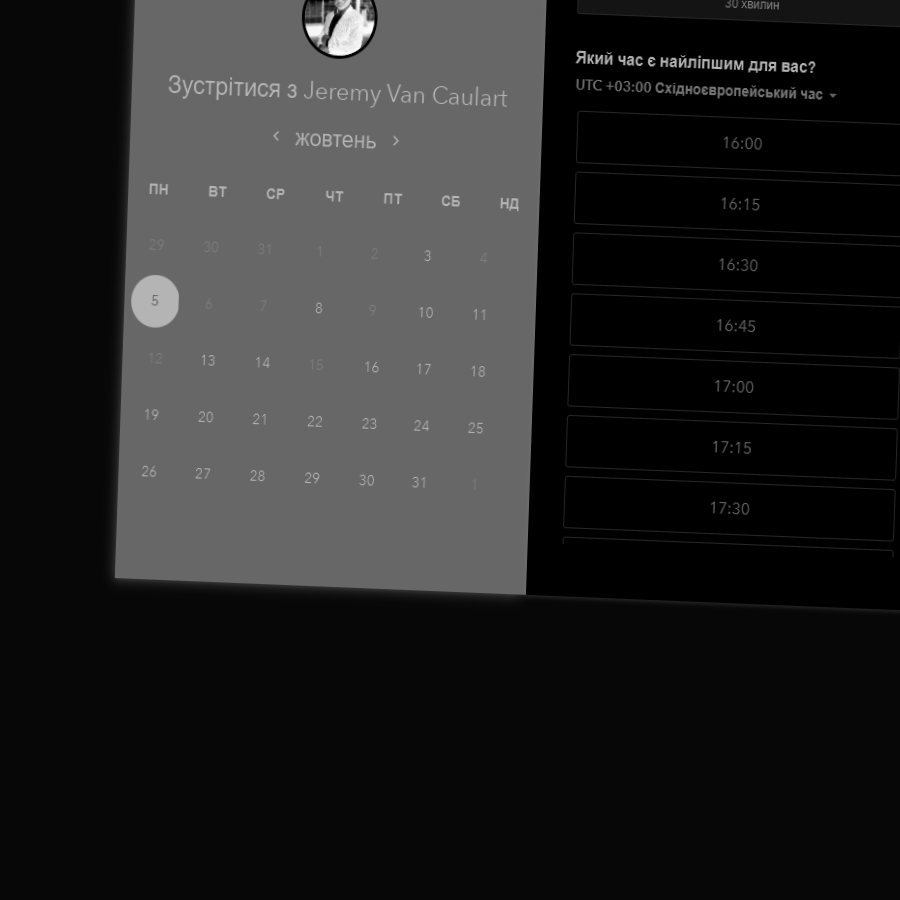 Зустрітися з Jeremy Van Caulart
‹ жовтень ›
ПН ВТ СР ЧТ ПТ СБ НД
29 30 31 1 2 3 4
5 6 7 8 9 10 11
12 13 14 15 16 17 18
19 20 21 22 23 24 25
26 27 28 29 30 31 1
30 хвилин
Який час є найліпшим для вас?
UTC +03:00 Східноєвропейський час
16:00
16:15
16:30
16:45
17:00
17:15
17:30